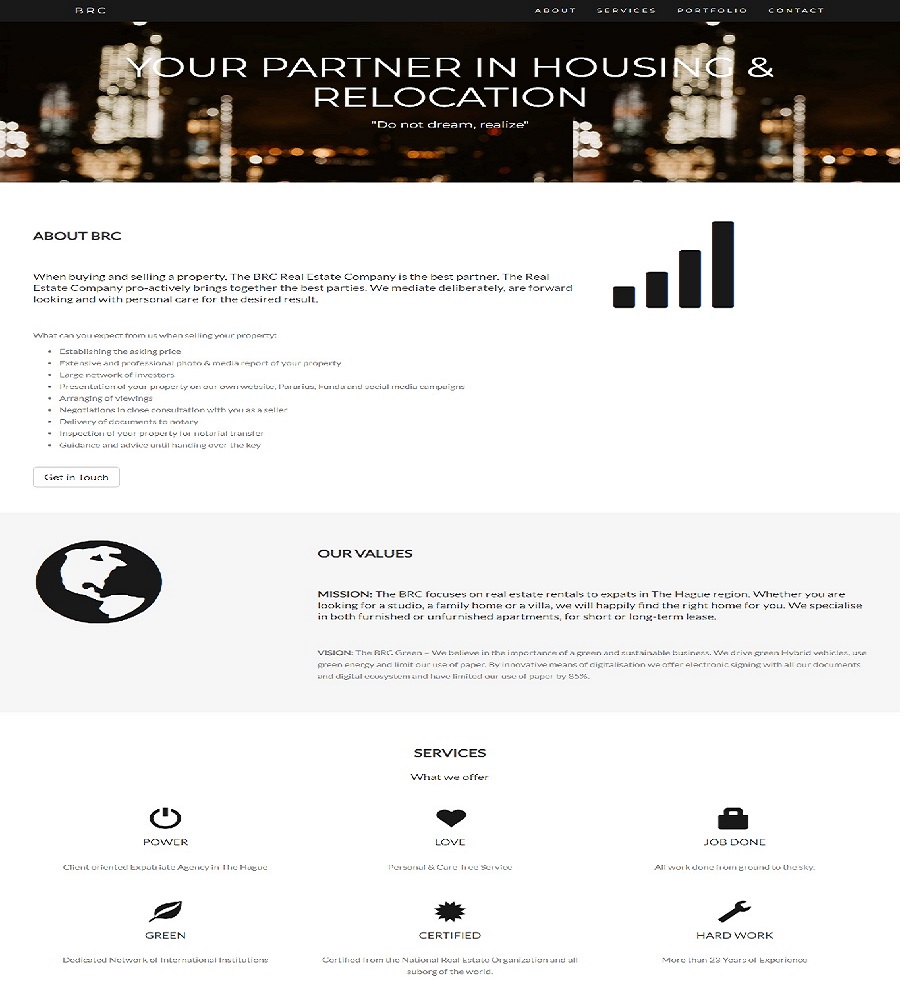 BRC
ABOUT SERVICES PORTFOLIO CONTACT
YOUR PARTNER IN HOUSING &
RELOCATION
"Do not dream, realize"
ABOUT BRC
When buying and selling a property. The BRC Real Estate Company is the best partner. The Real
Estate Company pro-actively brings together the best parties. We mediate deliberately, are forward
looking and with personal care for the desired result.
What can you expect from us when selling your property:
• Establishing the asking price
• Extensive and professional photo & media report of your property
• Large network of investors
• Presentation of your property on our own website, Pararius, Funda and social media campaigns
• Arranging of viewings
• Negotiations in close consultation with you as a seller
• Delivery of documents to notary
• Inspection of your property for notarial transfer
• Guidance and advice until handing over the key
Get in Touch
OUR VALUES
MISSION: The BRC focuses on real estate rentals to expats in The Hague region. Whether you are
looking for a studio, a family home or a villa, we will happily find the right home for you. We specialise
in both furnished or unfurnished apartments, for short or long-term lease.
VISION: The BRC Green – We believe in the importance of a green and sustainable business. We drive green Hybrid vehicles, use
green energy and limit our use of paper. By innovative means of digitalisation we offer electronic signing with all our documents
and digital ecosystem and have limited our use of paper by 85%.
SERVICES
What we offer
POWER
Client oriented Expatriate Agency in The Hague
LOVE
Personal & Care-free Service
JOB DONE
All work done from ground to the sky.
GREEN
Dedicated Network of International Institutions
CERTIFIED
Certified from the National Real Estate Organization and all
suborg of the world.
HARD WORK
More than 23 Years of Experience